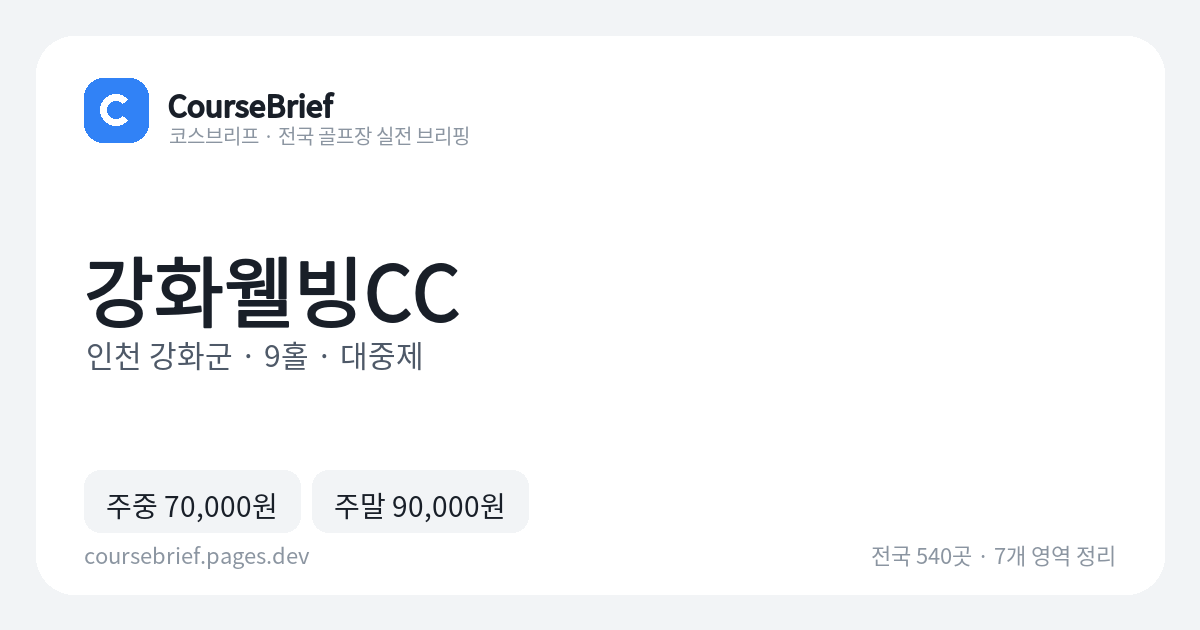 C
CourseBrief
코스브리프 · 전국 골프장 실전 브리핑
강화웰빙CC
인천 강화군 · 9홀 · 대중제
주중 70,000원 주말 90,000원
coursebrief.pages.dev 전국 540곳 · 7개 영역 정리